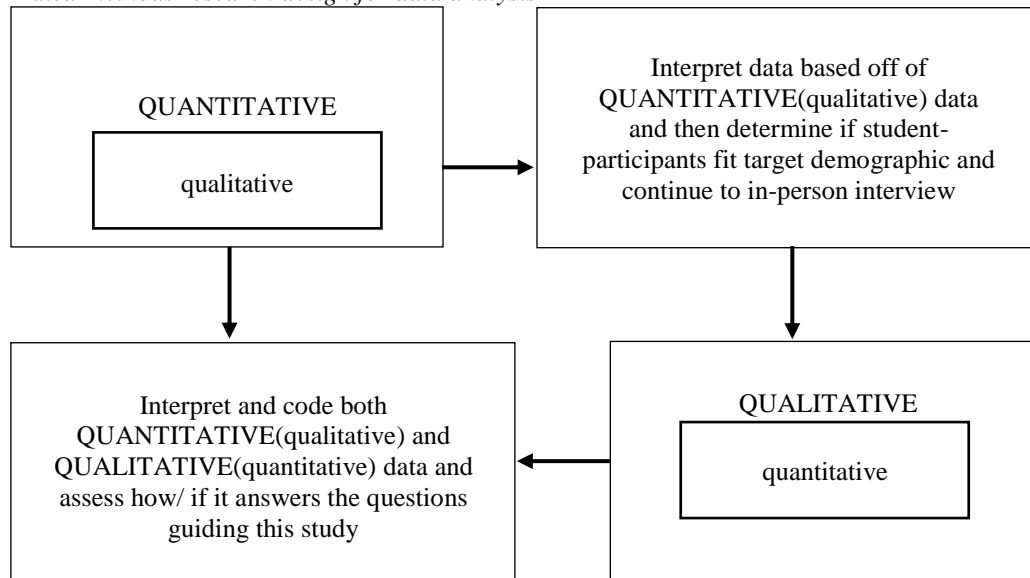 QUANTITATIVE
qualitative
Interpret data based off of
QUANTITATIVE(qualitative) data
and then determine if student-
participants fit target demographic and
continue to in-person interview
Interpret and code both
QUANTITATIVE(qualitative) and
QUALITATIVE(quantitative) data and
assess how/ if it answers the questions
guiding this study
QUALITATIVE
quantitative